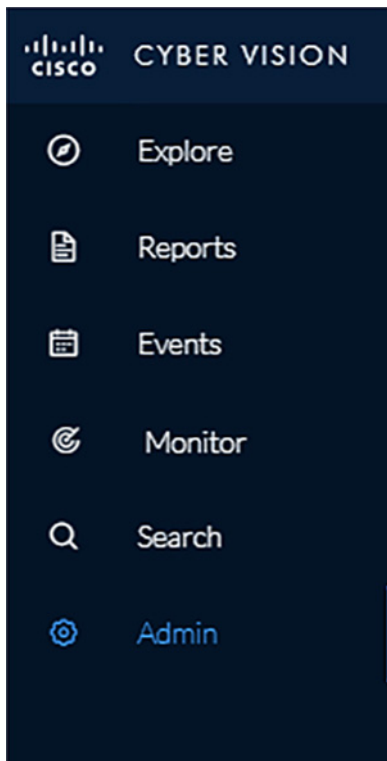 CISCO CYBER VISION
Explore
Reports
Events
Monitor
Search
Admin